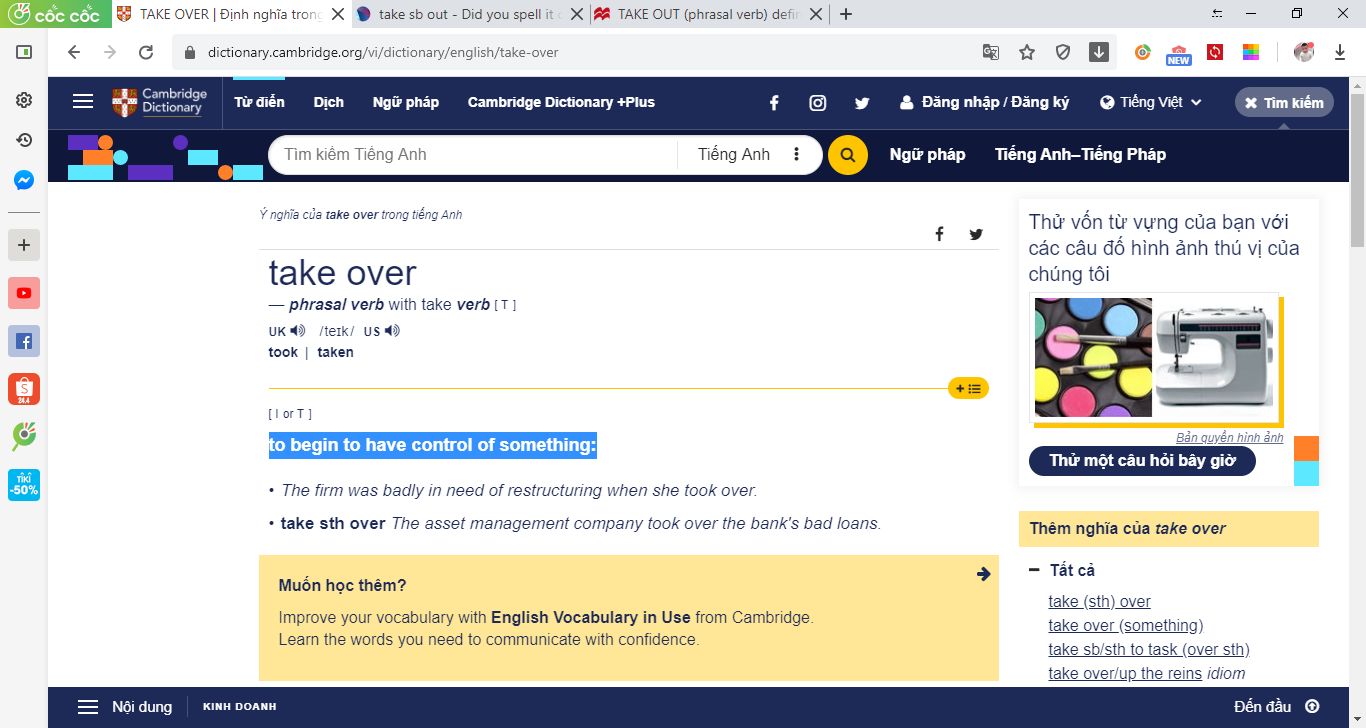 cốc cốc
TAKE OVER | Định nghĩa trong
take sb out - Did you spell it
TAKE OUT (phrasal verb) defin
dictionary.cambridge.org/vi/dictionary/english/take-over
NEW
Cambridge
Dictionary
Từ điển
Dịch
Ngữ pháp
Cambridge Dictionary +Plus
Đăng nhập / Đăng ký
Tiếng Việt
Tìm kiếm
Tìm kiếm Tiếng Anh
Tiếng Anh
Ngữ pháp
Tiếng Anh–Tiếng Pháp
Ý nghĩa của take over trong tiếng Anh
take over
— phrasal verb with take verb [ T ]
UK /teɪk/ US
took | taken
[ I or T ]
to begin to have control of something:
• The firm was badly in need of restructuring when she took over.
• take sth over The asset management company took over the bank's bad loans.
Muốn học thêm?
Improve your vocabulary with English Vocabulary in Use from Cambridge.
Learn the words you need to communicate with confidence.
Thử vốn từ vựng của bạn với
các câu đố hình ảnh thú vị của
chúng tôi
Bản quyền hình ảnh
Thử một câu hỏi bây giờ
Thêm nghĩa của take over
Tất cả
take (sth) over
take over (something)
take sb/sth to task (over sth)
take over/up the reins idiom
S
24.4
TIKI
-50%
Nội dung
KINH DOANH
Đến đầu